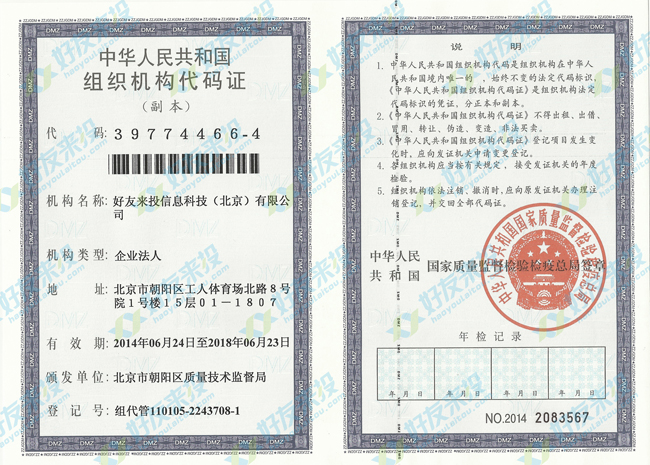 中华人民共和国
组织机构代码证
（副本）
代 码：39774466-4
机构名称：好友来投信息科技（北京）有限公
司
机构类型：企业法人
地 址：北京市朝阳区工人体育场北路8号
院1号楼15层01-1807
有 效 期：2014年06月24日至2018年06月23日
颁发单位：北京市朝阳区质量技术监督局
登 记 号：组代管110105-2243708-1
说 明
1. 中华人民共和国组织机构代码是组织机构在中华人
民共和国境内唯一的、始终不变的法定代码标识，
《中华人民共和国组织机构代码证》是组织机构法定
代码标识的凭证，分正本和副本。
2.《中华人民共和国组织机构代码证》不得出租、出借、
冒用、转让、伪造、变造、非法买卖。
3.《中华人民共和国组织机构代码证》登记项目发生变
化时，应向发证机关申请变更登记。
4. 各组织机构应当按有关规定，接受发证机关的年度
检验。
5. 组织机构依法注销、撤消时，应向原发证机关办理注
销登记，并交回全部代码证。
中华人民
共和国 国家质量监督检验检疫总局签章
中华人民共和国国家质量监督检验检疫总局
年检记录
年 月 日 年 月 日 年 月 日 年 月 日
NO.2014 2083567
好友来投
haoyoulaitou.com
DMZ